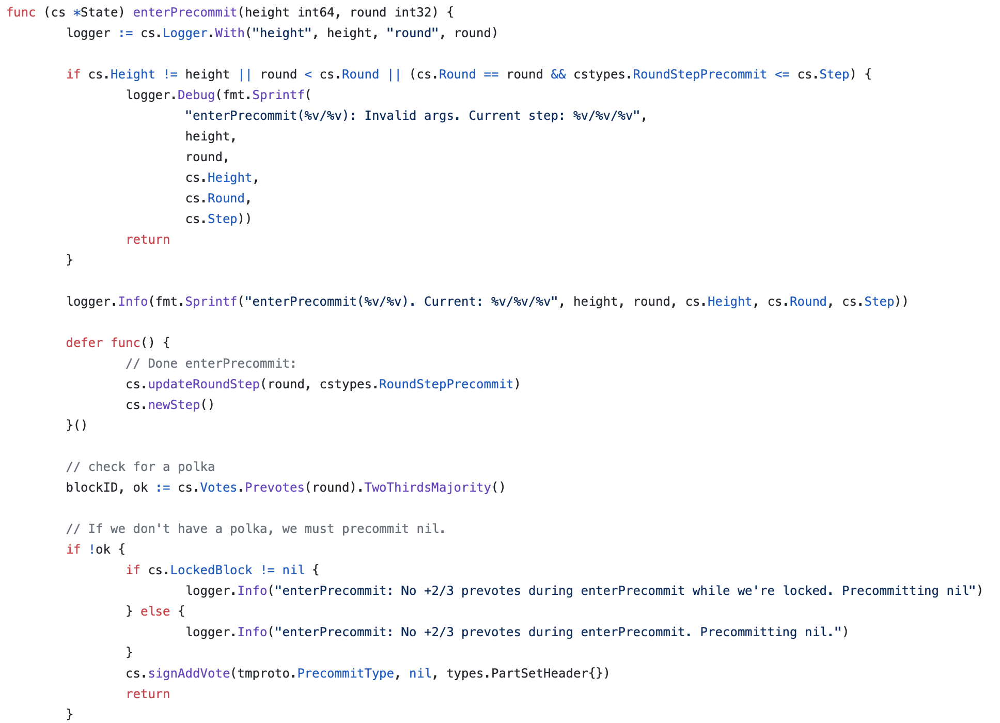 func (cs *State) enterPrecommit(height int64, round int32) {
logger := cs.Logger.With("height", height, "round", round)
if cs.Height != height || round < cs.Round || (cs.Round == round && cstypes.RoundStepPrecommit <= cs.Step) {
logger.Debug(fmt.Sprintf(
"enterPrecommit(%v/%v): Invalid args. Current step: %v/%v/%v",
height,
round,
cs.Height,
cs.Round,
cs.Step))
return
}
logger.Info(fmt.Sprintf("enterPrecommit(%v/%v). Current: %v/%v/%v", height, round, cs.Height, cs.Round, cs.Step))
defer func() {
// Done enterPrecommit:
cs.updateRoundStep(round, cstypes.RoundStepPrecommit)
cs.newStep()
}()
// check for a polka
blockID, ok := cs.Votes.Prevotes(round).TwoThirdsMajority()
// If we don't have a polka, we must precommit nil.
if !ok {
if cs.LockedBlock != nil {
logger.Info("enterPrecommit: No +2/3 prevotes during enterPrecommit while we're locked. Precommitting nil")
} else {
logger.Info("enterPrecommit: No +2/3 prevotes during enterPrecommit. Precommitting nil.")
}
cs.signAddVote(tmproto.PrecommitType, nil, types.PartSetHeader{})
return
}